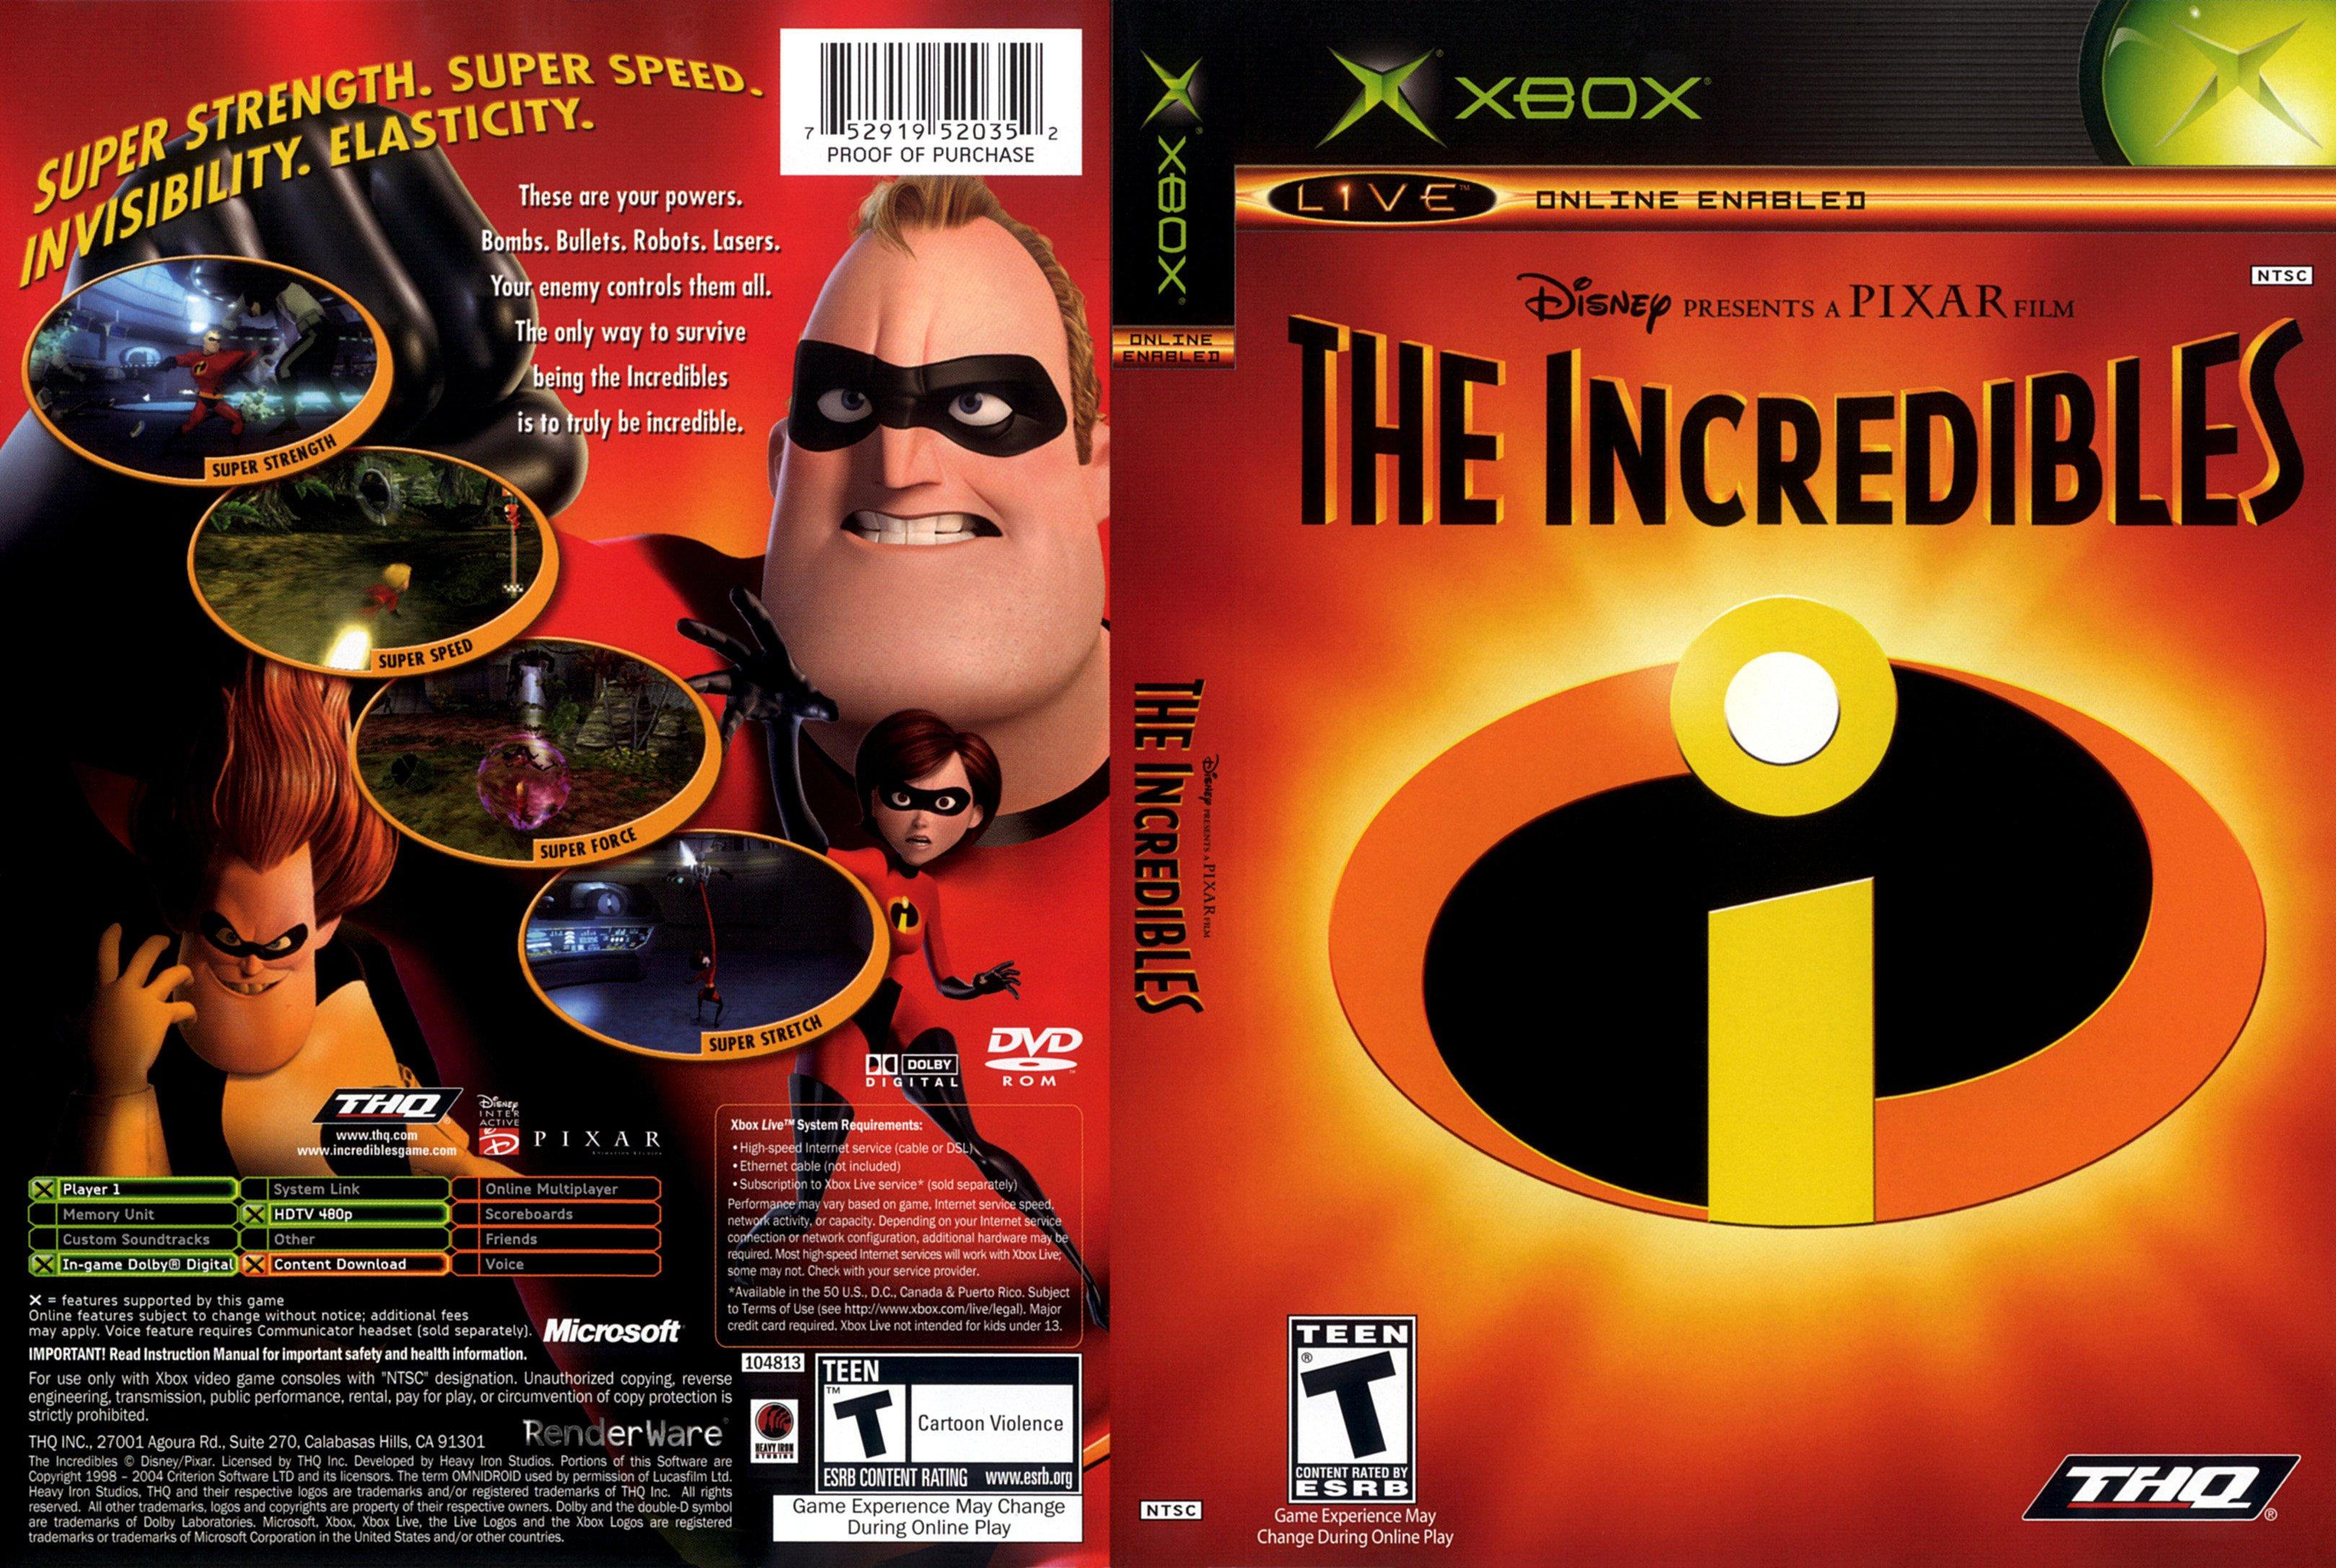 SUPER STRENGTH. SUPER SPEED.
INVISIBILITY. ELASTICITY.
7 52919 52035 2
PROOF OF PURCHASE
These are your powers.
Bombs. Bullets. Robots. Lasers.
Your enemy controls them all.
The only way to survive
being the Incredibles
is to truly be incredible.
SUPER STRENGTH
SUPER SPEED
SUPER FORCE
SUPER STRETCH
DOLBY
DIGITAL
DVD
ROM
THQ
www.thq.com
www.incrediblesgame.com
Disney
INTER
ACTIVE
PIXAR
Player 1
System Link
Online Multiplayer
Memory Unit
HDTV 480p
Scoreboards
Custom Soundtracks
Other
Friends
In-game Dolby® Digital
Content Download
Voice
X = features supported by this game
Online features subject to change without notice; additional fees
may apply. Voice feature requires Communicator headset (sold separately).
Microsoft
IMPORTANT! Read Instruction Manual for important safety and health information.
For use only with Xbox video game consoles with "NTSC" designation. Unauthorized copying, reverse
engineering, transmission, public performance, rental, pay for play, or circumvention of copy protection is
strictly prohibited.
RenderWare
THQ INC., 27001 Agoura Rd., Suite 270, Calabasas Hills, CA 91301
The Incredibles © Disney/Pixar. Licensed by THQ Inc. Developed by Heavy Iron Studios. Portions of this Software are
Copyright 1998 - 2004 Criterion Software LTD and its licensors. The term OMNIDROID used by permission of Lucasfilm Ltd.
Heavy Iron Studios, THQ and their respective logos are trademarks and/or registered trademarks of THQ Inc. All rights
reserved. All other trademarks, logos and copyrights are property of their respective owners. Dolby and the double-D symbol
are trademarks of Dolby Laboratories. Microsoft, Xbox, Xbox Live, the Live Logos and the Xbox Logos are registered
trademarks or trademarks of Microsoft Corporation in the United States and/or other countries.
Xbox Live™ System Requirements:
• High-speed Internet service (cable or DSL)
• Ethernet cable (not included)
• Subscription to Xbox Live service* (sold separately)
Performance may vary based on game, Internet service speed,
network activity, or capacity. Depending on your Internet service
connection or network configuration, additional hardware may be
required. Most high-speed Internet services will work with Xbox Live;
some may not. Check with your service provider.
*Available in the 50 U.S., D.C., Canada & Puerto Rico. Subject
to Terms of Use (see http://www.xbox.com/live/legal). Major
credit card required. Xbox Live not intended for kids under 13.
104813
HEAVY IRON
STUDIOS
TEEN
T™
Cartoon Violence
ESRB CONTENT RATING www.esrb.org
Game Experience May Change
During Online Play
XBOX®
ONLINE
ENABLED
THE INCREDIBLES
Disney PRESENTS A PIXAR FILM
NTSC
XBOX®
LIVE™ ONLINE ENABLED
NTSC
Disney PRESENTS A PIXAR FILM
THE INCREDIBLES
i
TEEN
T®
CONTENT RATED BY
ESRB
Game Experience May
Change During Online Play
THQ®